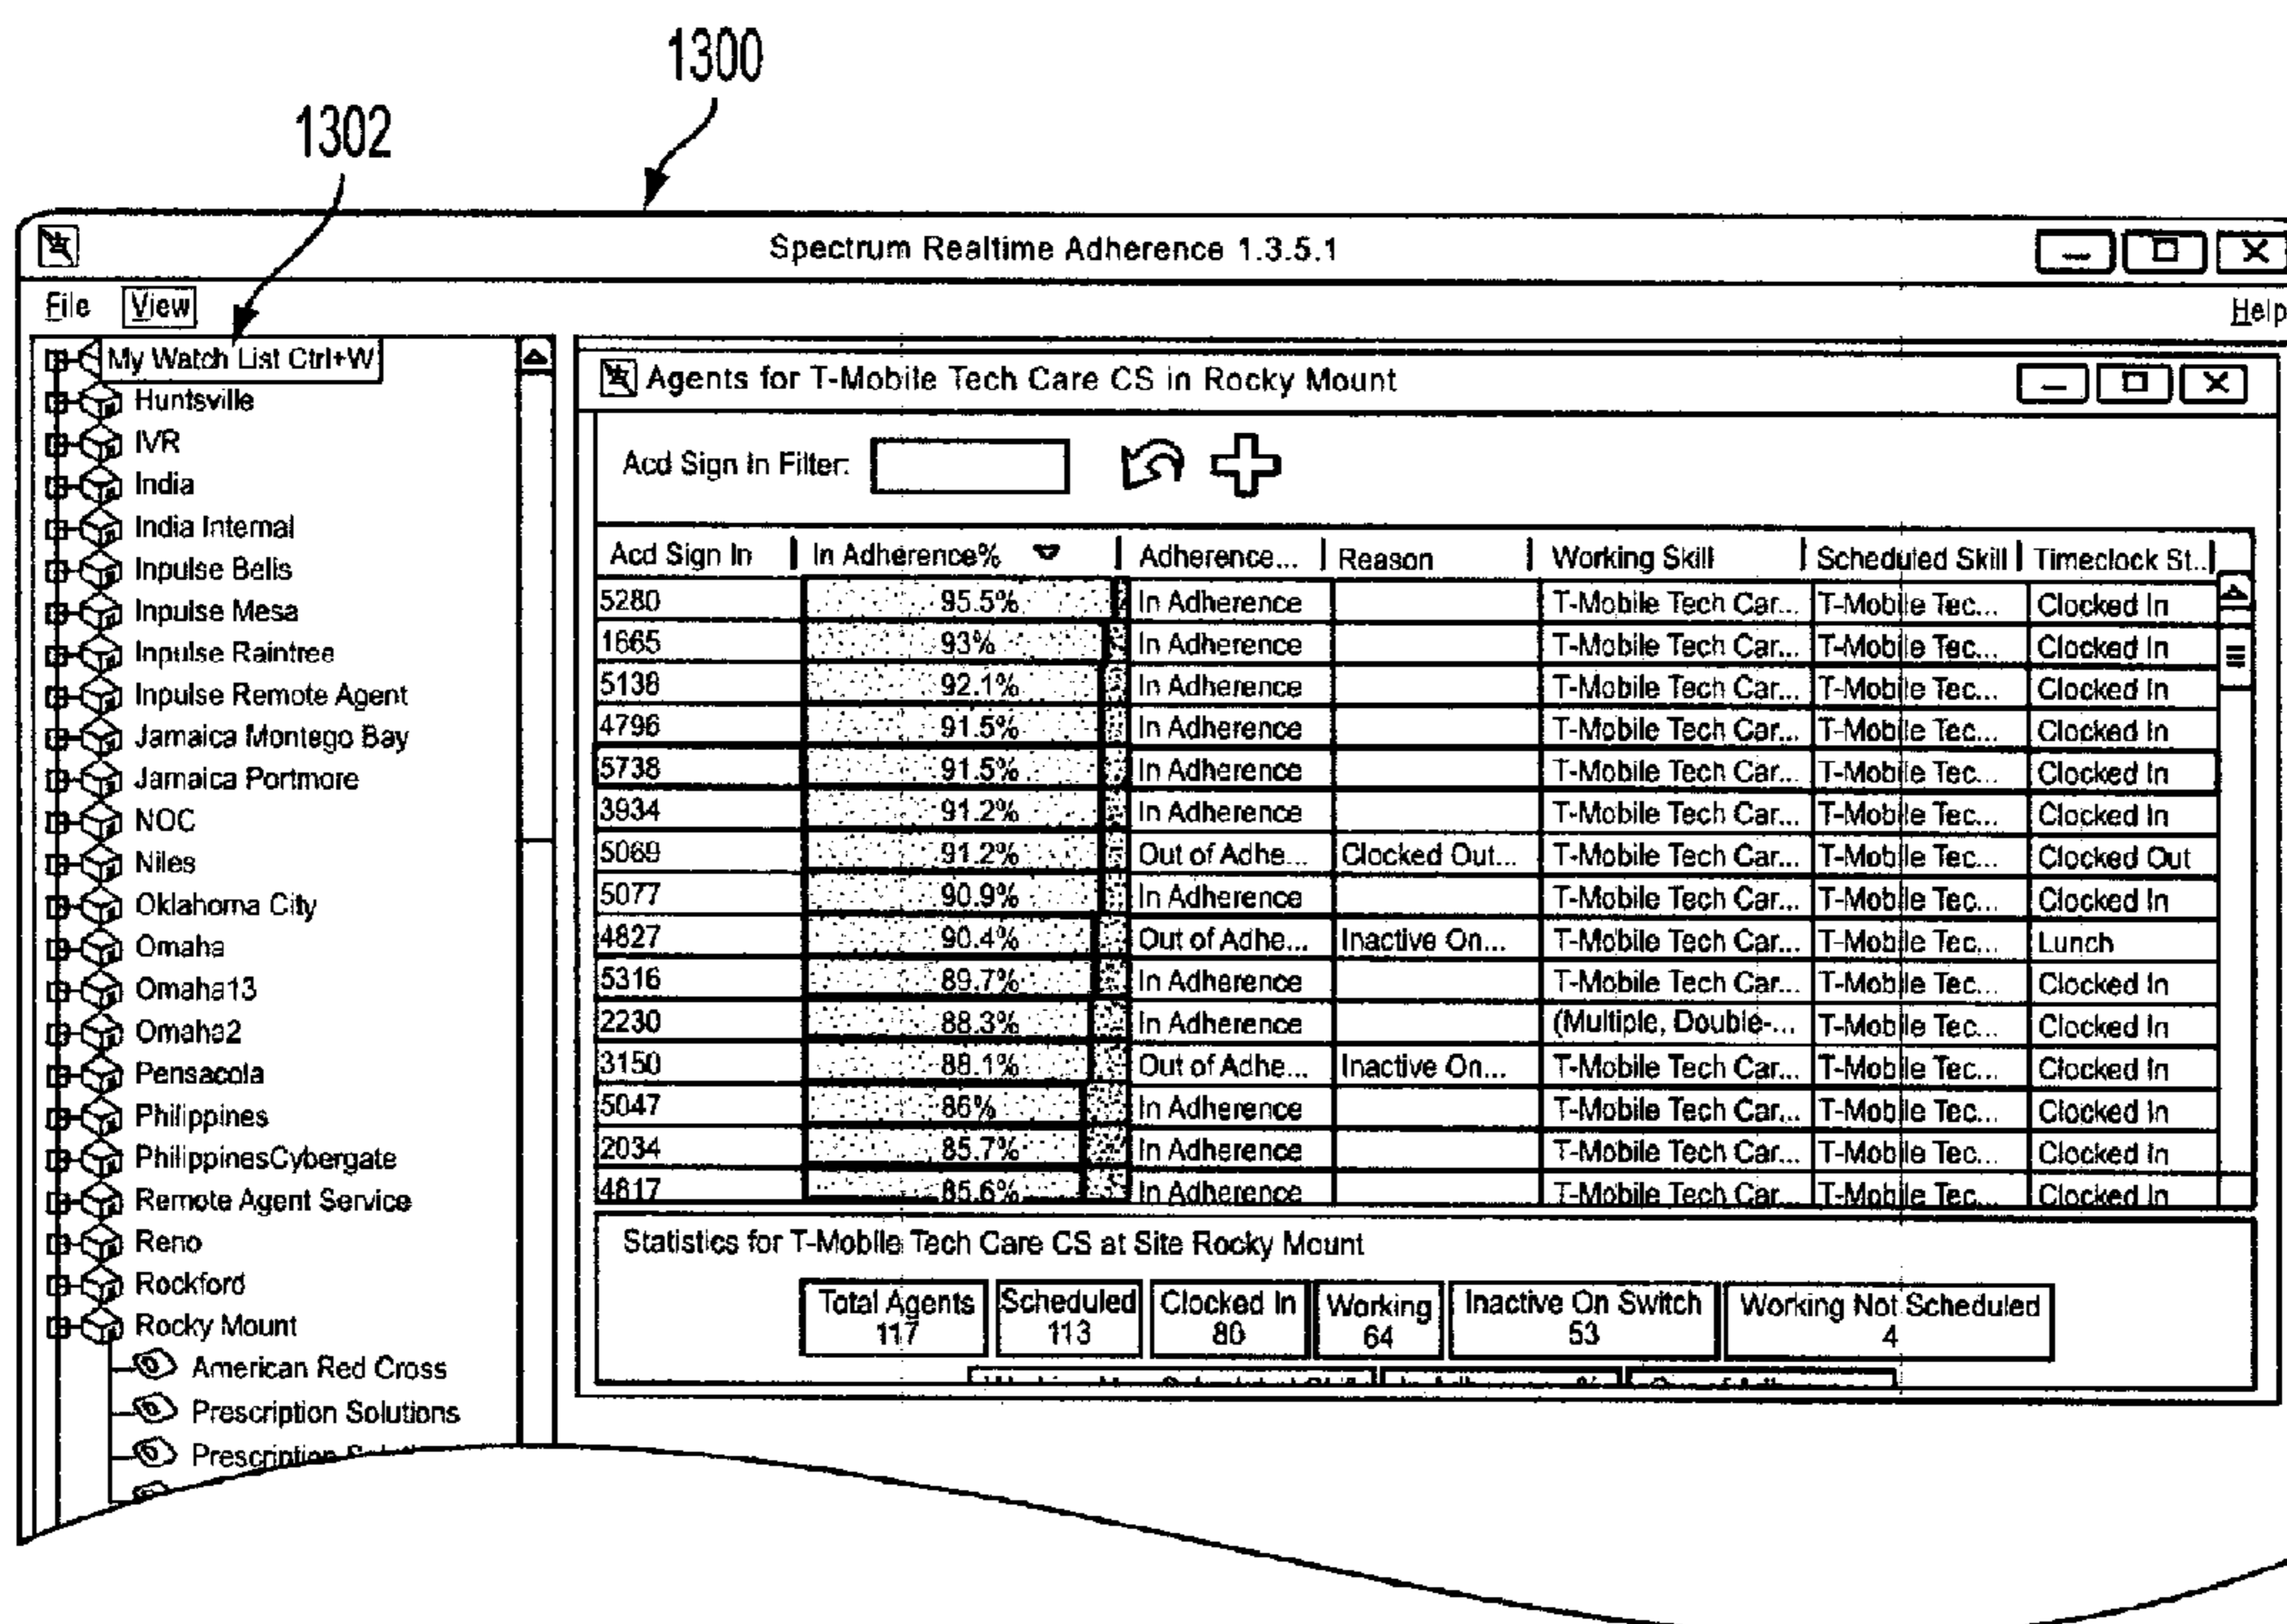 1300
1302
Spectrum Realtime Adherence 1.3.5.1
File View Help
My Watch List Ctrl+W
Huntsville
IVR
India
India Internal
Inpulse Bellis
Inpulse Mesa
Inpulse Raintree
Inpulse Remote Agent
Jamaica Montego Bay
Jamaica Portmore
NOC
Niles
Oklahoma City
Omaha
Omaha13
Omaha2
Pensacola
Philippines
PhilippinesCybergate
Remote Agent Service
Reno
Rockford
Rocky Mount
American Red Cross
Prescription Solutions
Prescription
Agents for T-Mobile Tech Care CS in Rocky Mount
Acd Sign In Filter:
Acd Sign In In Adherence% Adherence... Reason Working Skill Scheduled Skill Timeclock St..
5280 95.5% In Adherence T-Mobile Tech Car... T-Mobile Tec... Clocked In
1665 93% In Adherence T-Mobile Tech Car... T-Mobile Tec... Clocked In
5138 92.1% In Adherence T-Mobile Tech Car... T-Mobile Tec... Clocked In
4796 91.5% In Adherence T-Mobile Tech Car... T-Mobile Tec... Clocked In
5738 91.5% In Adherence T-Mobile Tech Car... T-Mobile Tec... Clocked In
3934 91.2% In Adherence T-Mobile Tech Car... T-Mobile Tec... Clocked In
5069 91.2% Out of Adhe... Clocked Out... T-Mobile Tech Car... T-Mobile Tec... Clocked Out
5077 90.9% In Adherence T-Mobile Tech Car... T-Mobile Tec... Clocked In
4827 90.4% Out of Adhe... Inactive On... T-Mobile Tech Car... T-Mobile Tec... Lunch
5316 89.7% In Adherence T-Mobile Tech Car... T-Mobile Tec... Clocked In
2230 88.3% In Adherence (Multiple, Double-... T-Mobile Tec... Clocked In
3150 88.1% Out of Adhe... Inactive On... T-Mobile Tech Car... T-Mobile Tec... Clocked In
5047 86% In Adherence T-Mobile Tech Car... T-Mobile Tec... Clocked In
2034 85.7% In Adherence T-Mobile Tech Car... T-Mobile Tec... Clocked In
4817 85.6% In Adherence T-Mobile Tech Car... T-Mobile Tec... Clocked In
Statistics for T-Mobile Tech Care CS at Site Rocky Mount
Total Agents Scheduled Clocked In Working Inactive On Switch Working Not Scheduled
117 113 80 64 53 4